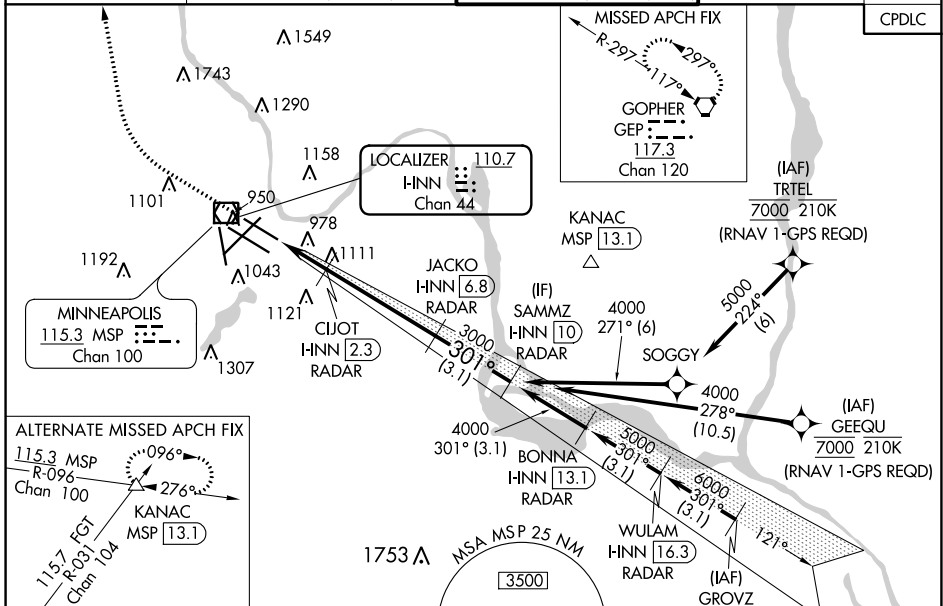 CPDLC
1549
1743
1290
1158
1101
950
978
1111
1192
1043
1121
1307
1753
LOCALIZER 110.7
I-INN
Chan 44
MISSED APCH FIX
R-297
117°
297°
GOPHER
GEP
117.3
Chan 120
MINNEAPOLIS
115.3 MSP
Chan 100
KANAC
MSP 13.1
(IAF)
TRTEL
7000 210K
(RNAV 1-GPS REQD)
5000
224°
(6)
JACKO
I-INN 6.8
RADAR
(IF)
SAMMZ
I-INN 10
RADAR
4000
271° (6)
SOGGY
CIJOT
I-INN 2.3
RADAR
3000
301°
(3.1)
4000
278°
(10.5)
(IAF)
GEEQU
7000 210K
(RNAV 1-GPS REQD)
4000
301° (3.1)
BONNA
I-INN 13.1
RADAR
5000
301°
(3.1)
6000
301°
(3.1)
121°
WULAM
I-INN 16.3
RADAR
(IAF)
GROVZ
ALTERNATE MISSED APCH FIX
115.3 MSP
R-096
Chan 100
096°
276°
KANAC
MSP 13.1
115.7 FGT
R-031
Chan 104
MSA MSP 25 NM
3500